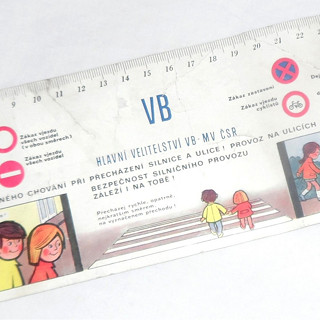 9 10 11 12 13 14 15 16 17 18 19 20 21 22
VB
HLAVNÍ VELITELSTVÍ VB - MV ČSR
Zákaz vjezdu
všech vozidel
(v obou směrech)
Zákaz vjezdu
všech vozidel
Zákaz zastavení
Zákaz vjezdu
cyklistů
NÉHO CHOVÁNÍ PŘI PŘECHÁZENÍ SILNICE A ULICE! PROVOZ NA ULICÍCH
BEZPEČNOST SILNIČNÍHO PROVOZU
ZÁLEŽÍ I NA TOBĚ!
Přecházej rychle, opatrně,
nejkratším směrem,
na vyznačeném přechodu!